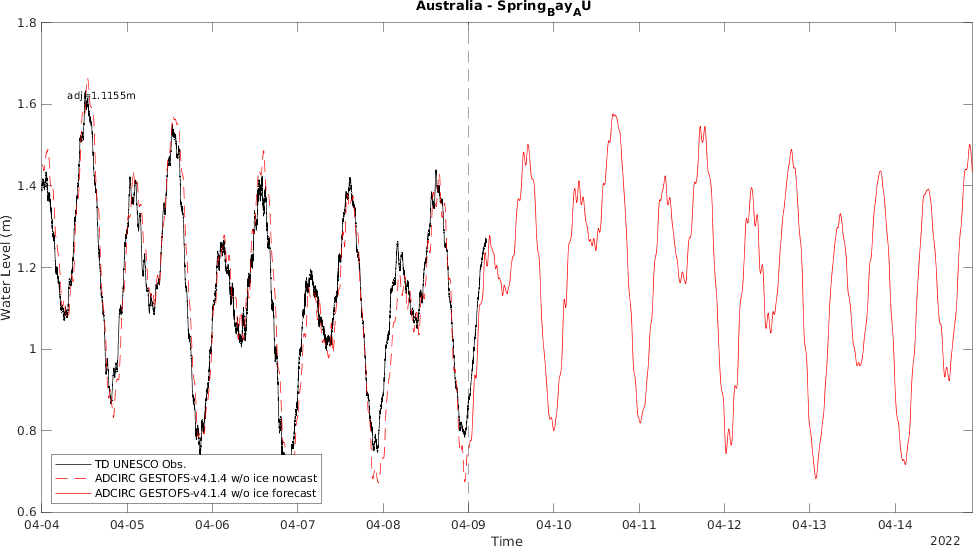 Australia - Spring_Bay_AU
1.8
1.6
1.4
1.2
1
0.8
0.6
Water Level (m)
adj=1.1155m
TD UNESCO Obs.
ADCIRC GESTOFS-v4.1.4 w/o ice nowcast
ADCIRC GESTOFS-v4.1.4 w/o ice forecast
04-04 04-05 04-06 04-07 04-08 04-09 04-10 04-11 04-12 04-13 04-14
Time
2022